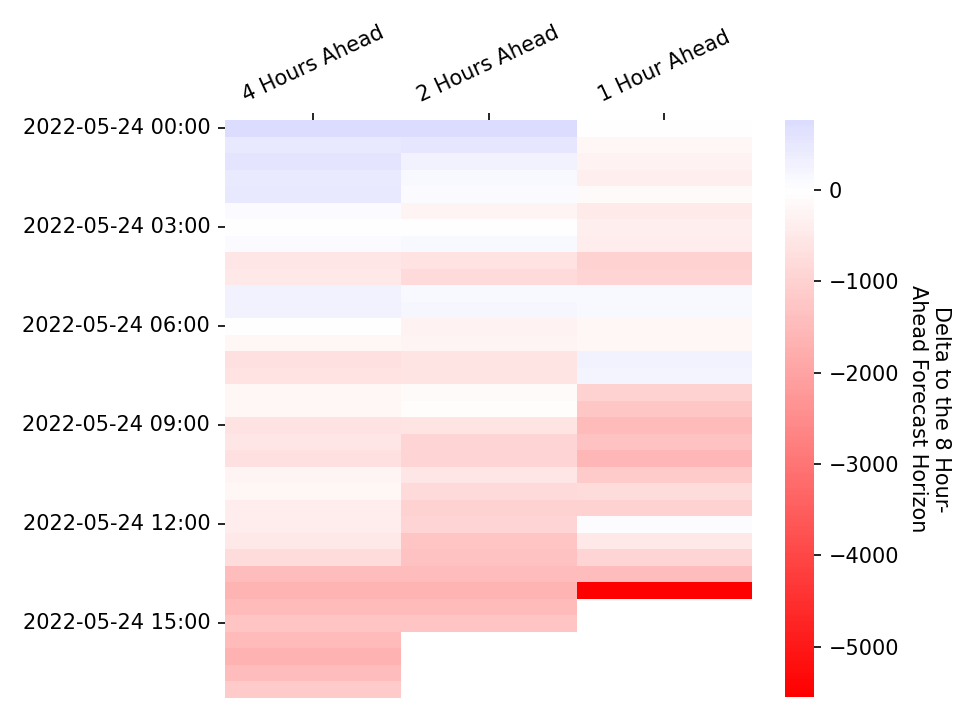 4 Hours Ahead
2 Hours Ahead
1 Hour Ahead
2022-05-24 00:00
2022-05-24 03:00
2022-05-24 06:00
2022-05-24 09:00
2022-05-24 12:00
2022-05-24 15:00
0
−1000
−2000
−3000
−4000
−5000
Delta to the 8 Hour-
Ahead Forecast Horizon